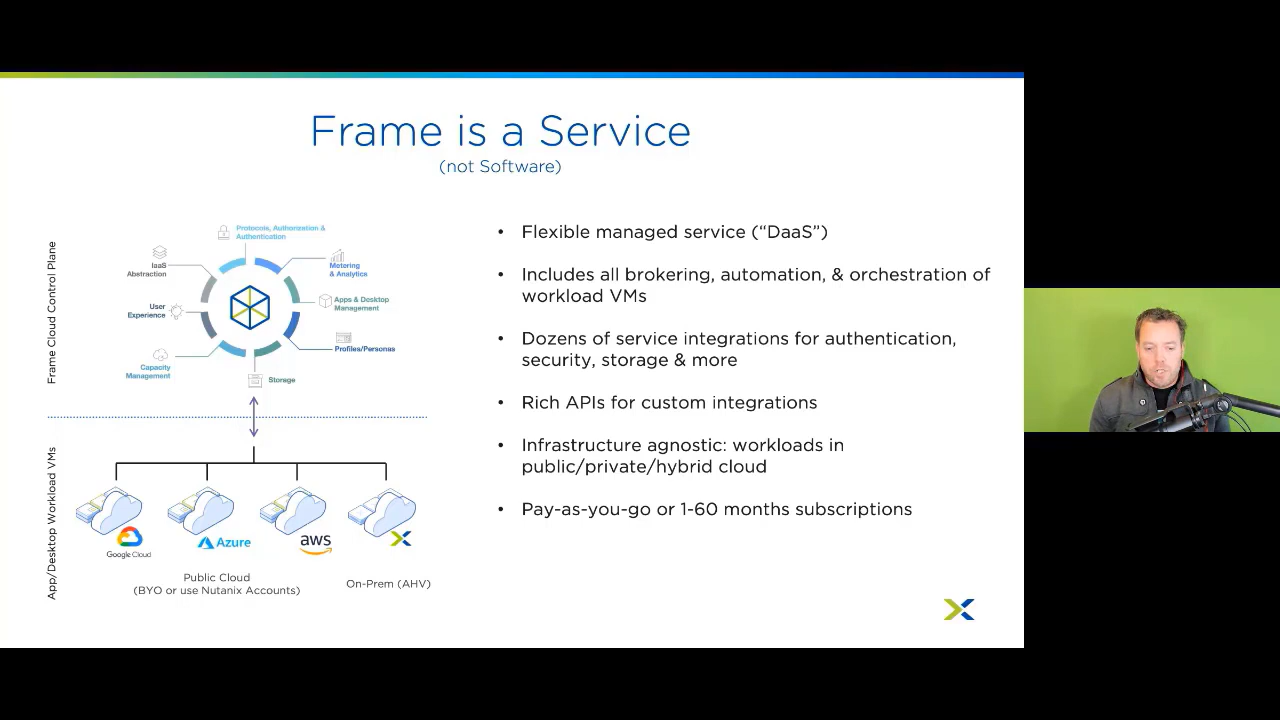 Frame is a Service
(not Software)
Frame Cloud Control Plane
Protocols, Authorization &
Authentication
IaaS
Abstraction
Metering
& Analytics
User
Experience
Apps & Desktop
Management
Capacity
Management
Profiles/Personas
Storage
App/Desktop Workload VMs
Google Cloud
Azure
aws
Public Cloud
(BYO or use Nutanix Accounts)
On-Prem (AHV)
• Flexible managed service (“DaaS”)
• Includes all brokering, automation, & orchestration of
workload VMs
• Dozens of service integrations for authentication,
security, storage & more
• Rich APIs for custom integrations
• Infrastructure agnostic: workloads in
public/private/hybrid cloud
• Pay-as-you-go or 1-60 months subscriptions